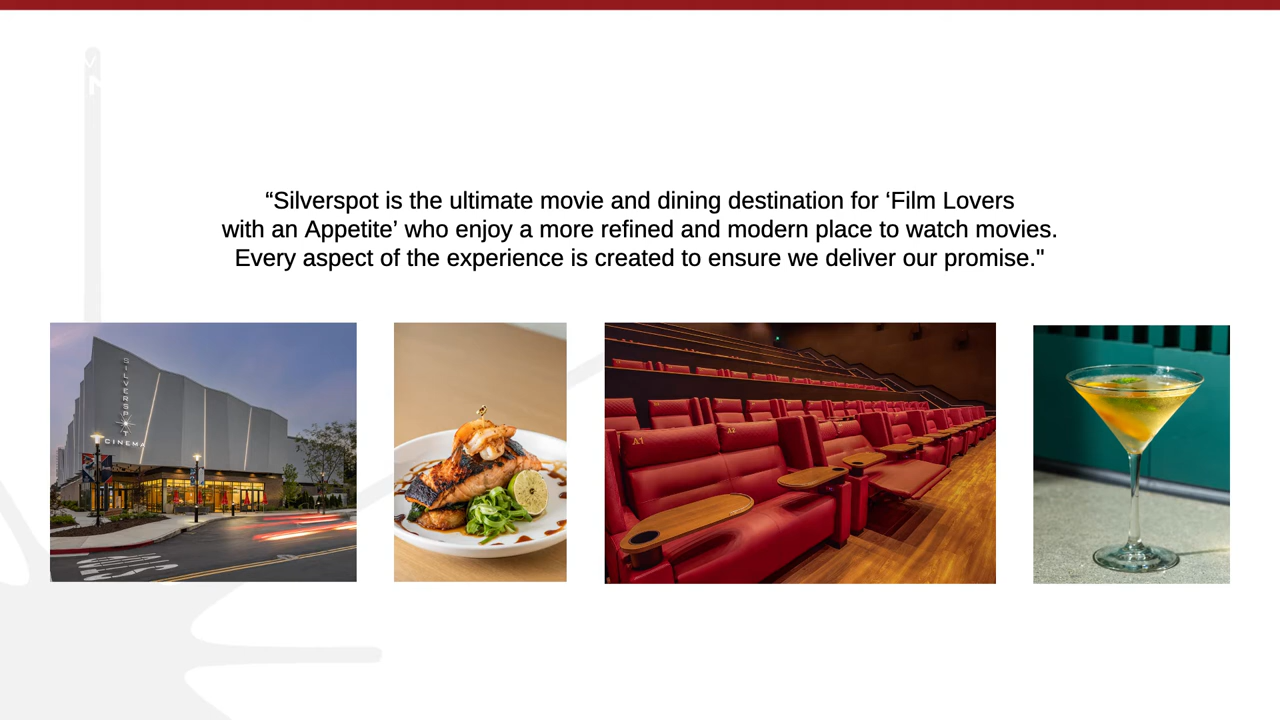 “Silverspot is the ultimate movie and dining destination for ‘Film Lovers
with an Appetite’ who enjoy a more refined and modern place to watch movies.
Every aspect of the experience is created to ensure we deliver our promise."
SILVERSPOT
CINEMA
A1
A2